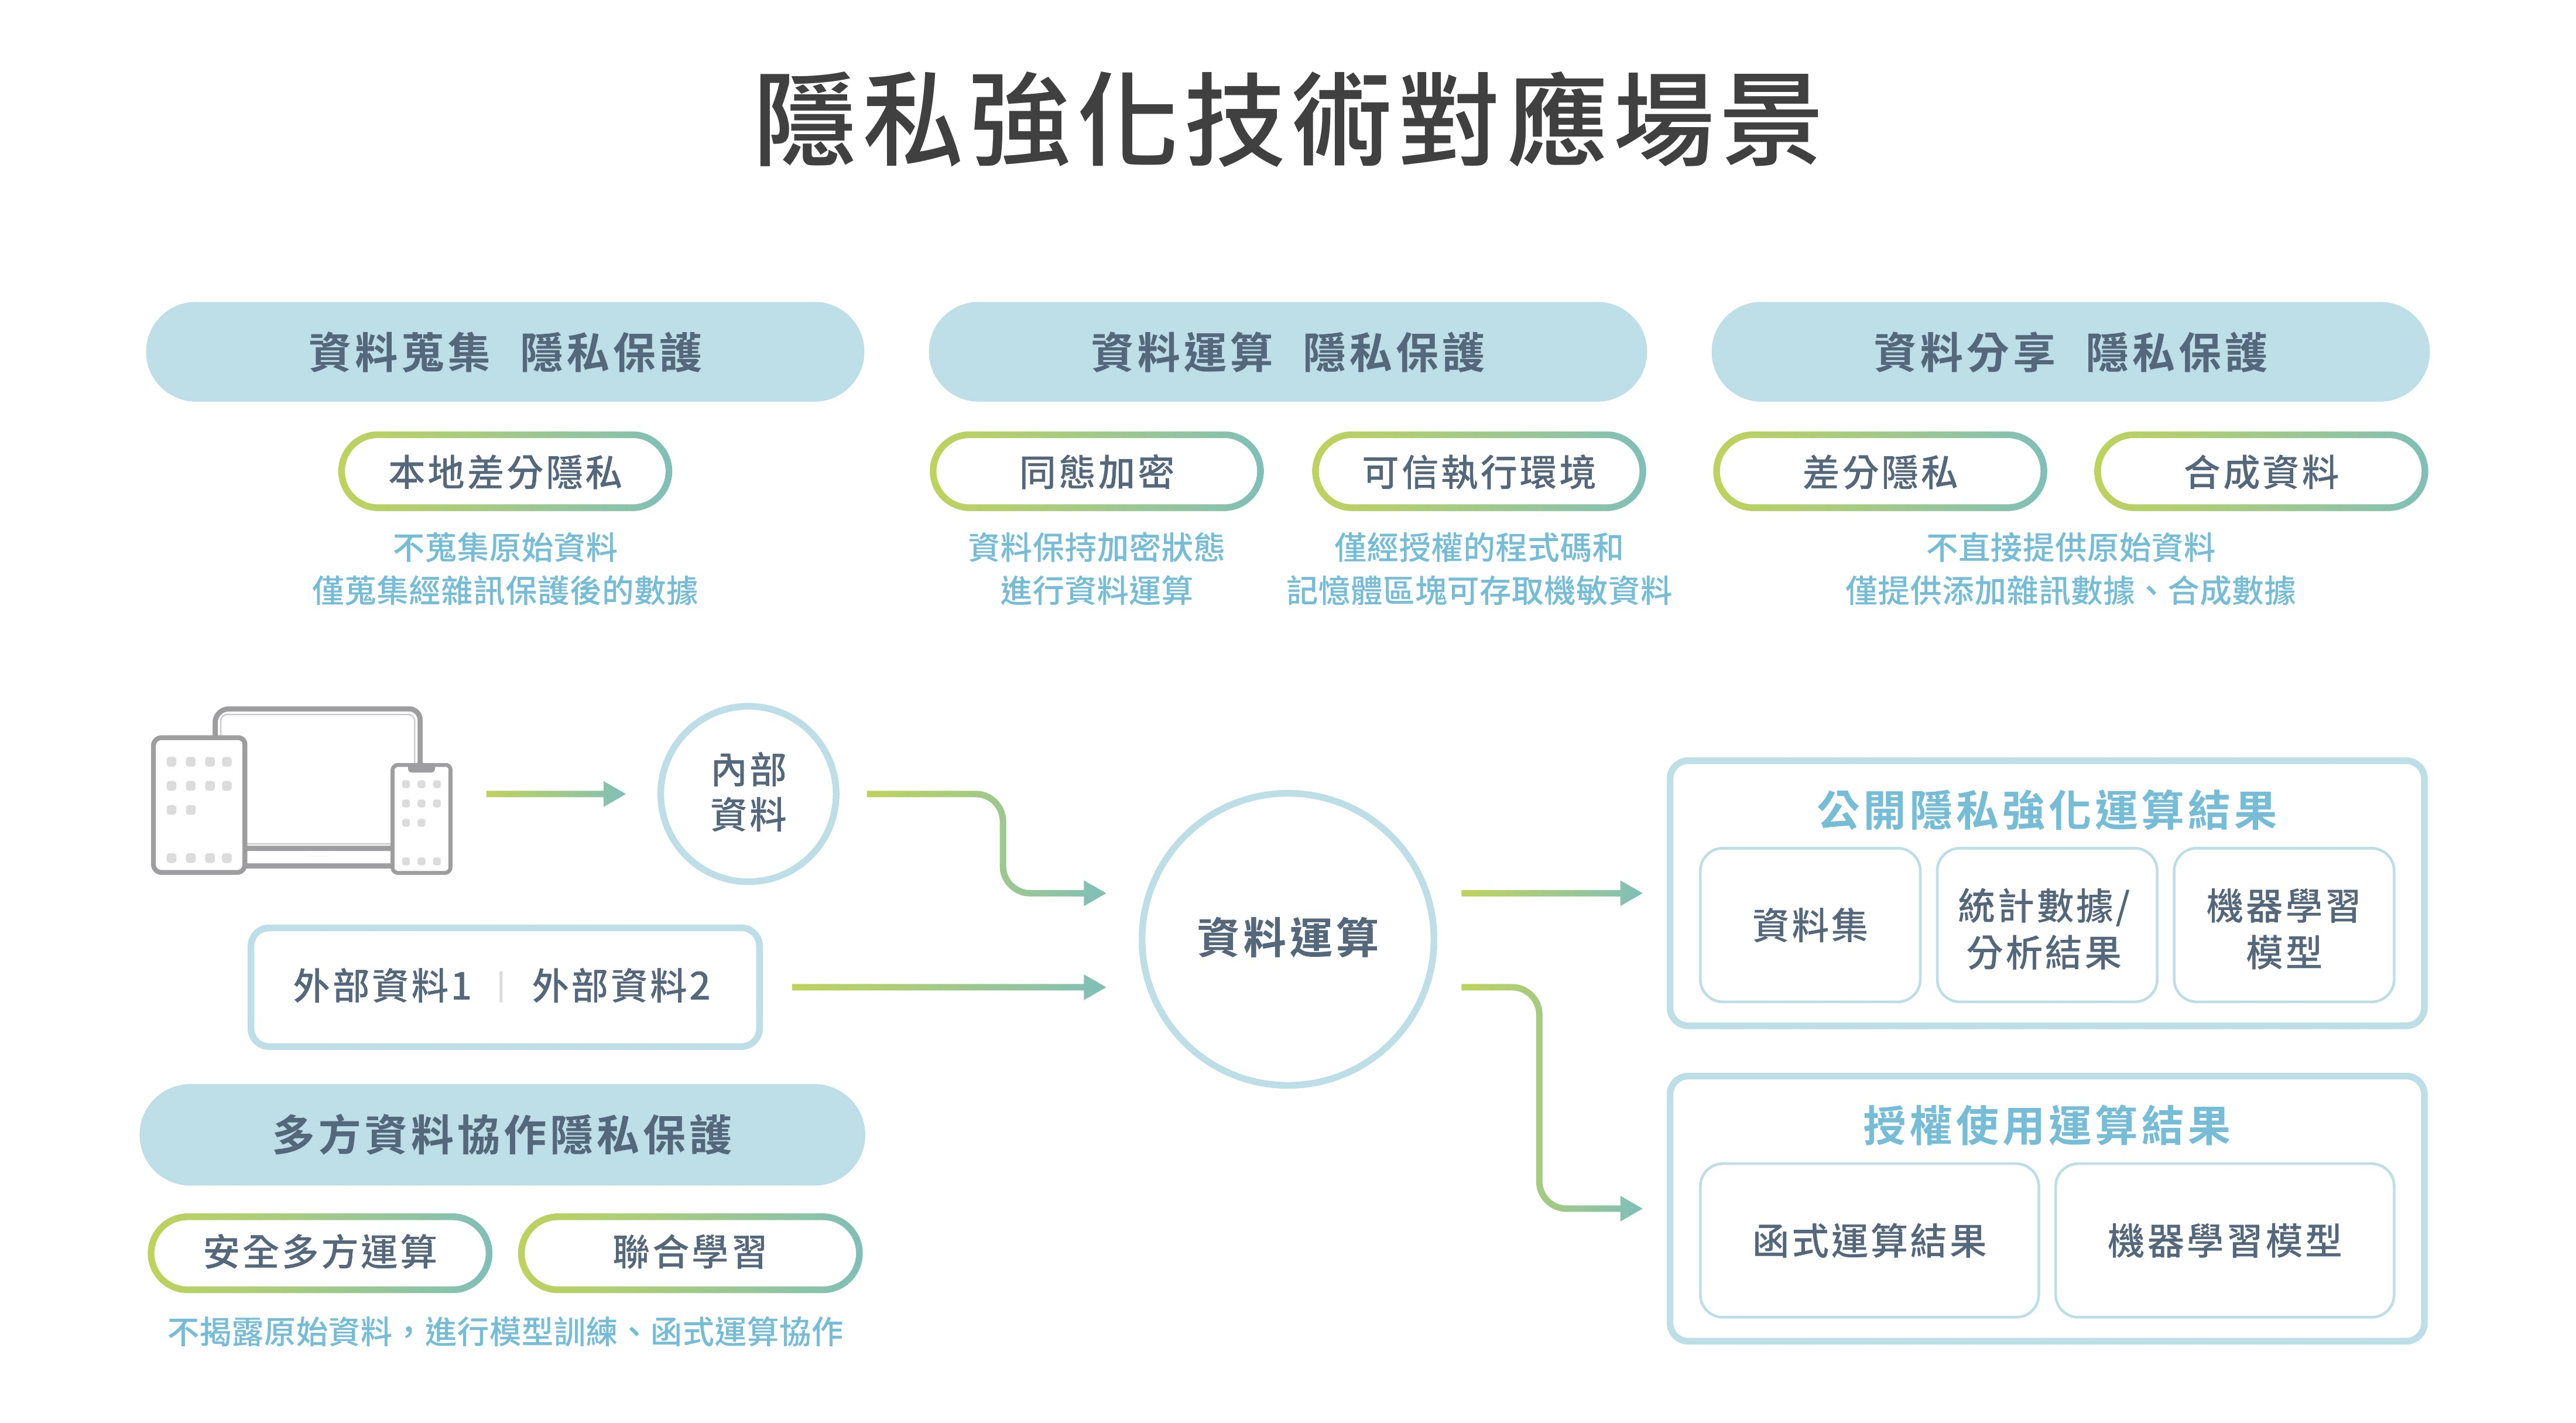 隱私強化技術對應場景
資料蒐集 隱私保護
本地差分隱私
不蒐集原始資料
僅蒐集經雜訊保護後的數據
資料運算 隱私保護
同態加密
資料保持加密狀態
進行資料運算
可信執行環境
僅經授權的程式碼和
記憶體區塊可存取機敏資料
資料分享 隱私保護
差分隱私
合成資料
不直接提供原始資料
僅提供添加雜訊數據、合成數據
內部
資料
外部資料1 | 外部資料2
多方資料協作隱私保護
安全多方運算
聯合學習
不揭露原始資料，進行模型訓練、函式運算協作
資料運算
公開隱私強化運算結果
資料集
統計數據/
分析結果
機器學習
模型
授權使用運算結果
函式運算結果
機器學習模型